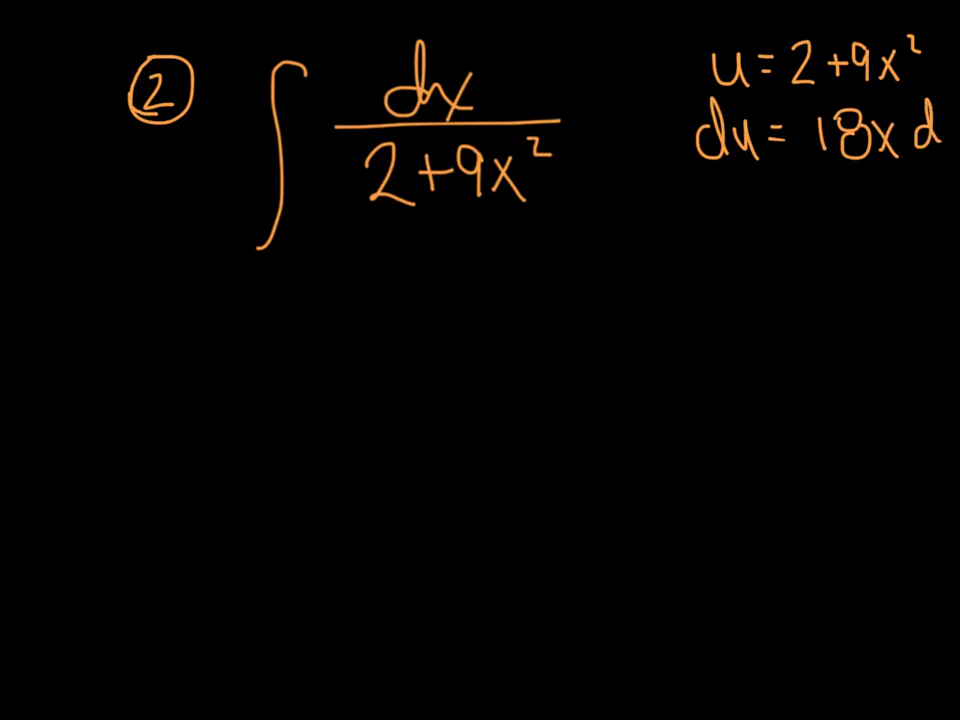 ② ∫ dx / (2+9x²)
u = 2+9x²
du = 18x d